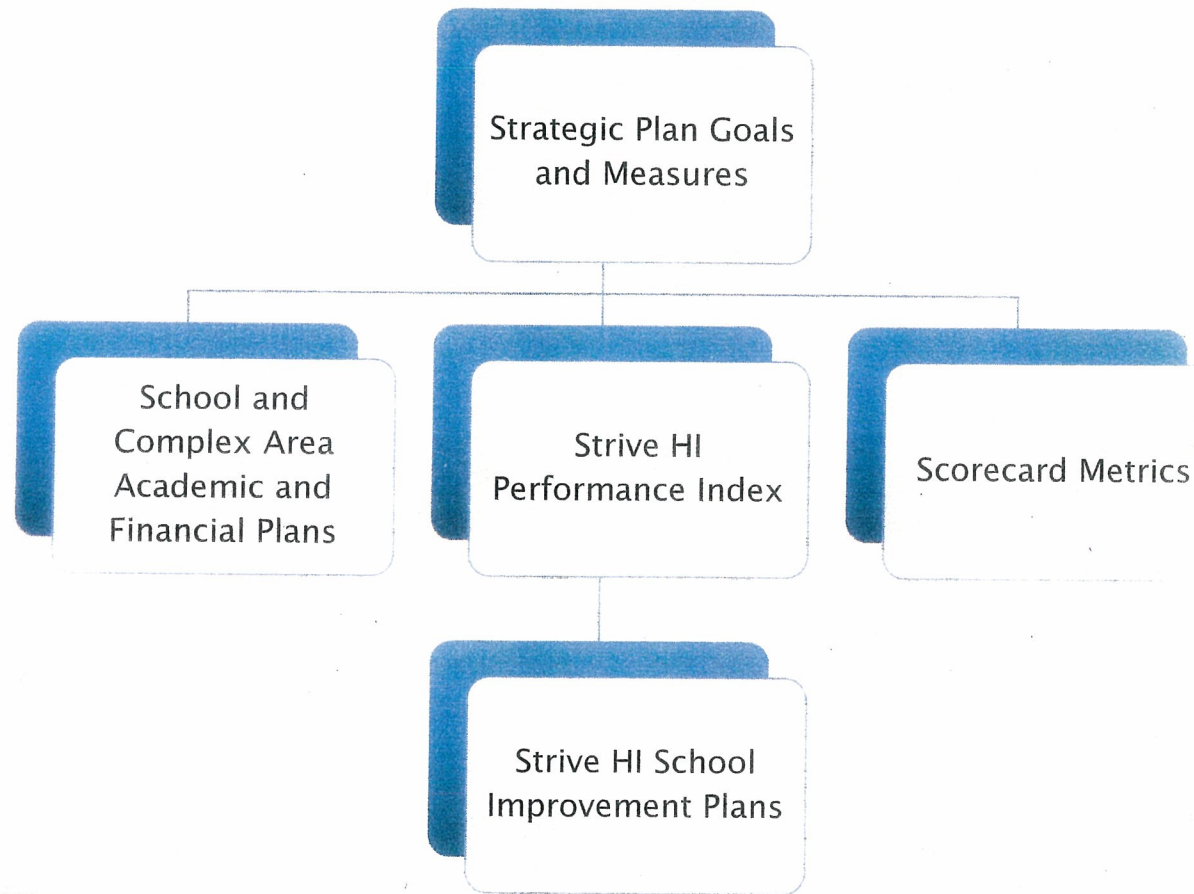 Strategic Plan Goals
and Measures
School and
Complex Area
Academic and
Financial Plans
Strive HI
Performance Index
Scorecard Metrics
Strive HI School
Improvement Plans